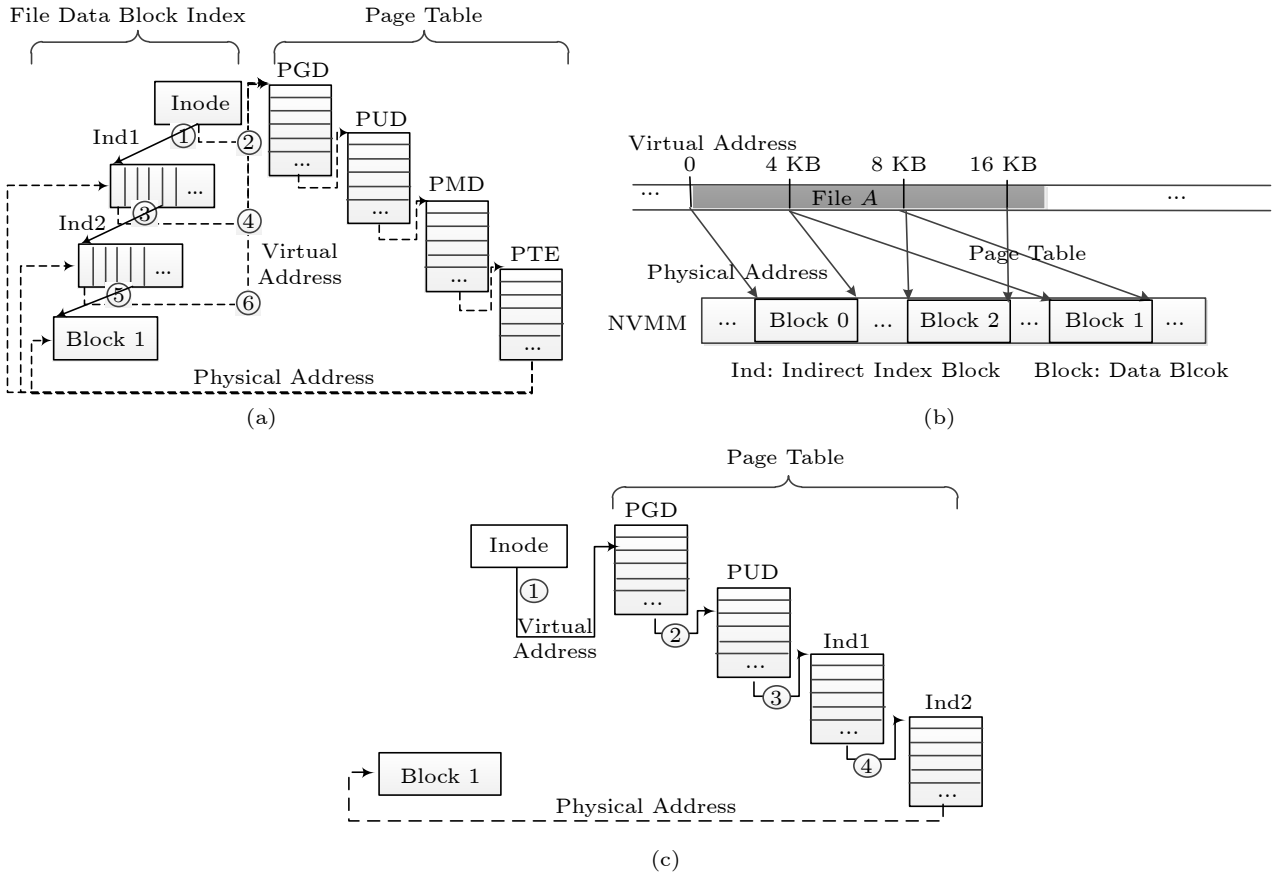 File Data Block Index
Page Table
PGD
Inode
PUD
Ind1
①
②
...
PMD
...
③
④
...
Ind2
Virtual
Address
PTE
...
⑤
⑥
...
Block 1
...
Physical Address
(a)
Virtual Address
0
4 KB
8 KB
16 KB
...
File A
...
Page Table
Physical Address
NVMM
...
Block 0
...
Block 2
...
Block 1
...
Ind: Indirect Index Block
Block: Data Blcok
(b)
Page Table
PGD
Inode
PUD
①
...
Virtual
Address
②
Ind1
...
③
Ind2
...
④
Block 1
...
Physical Address
(c)